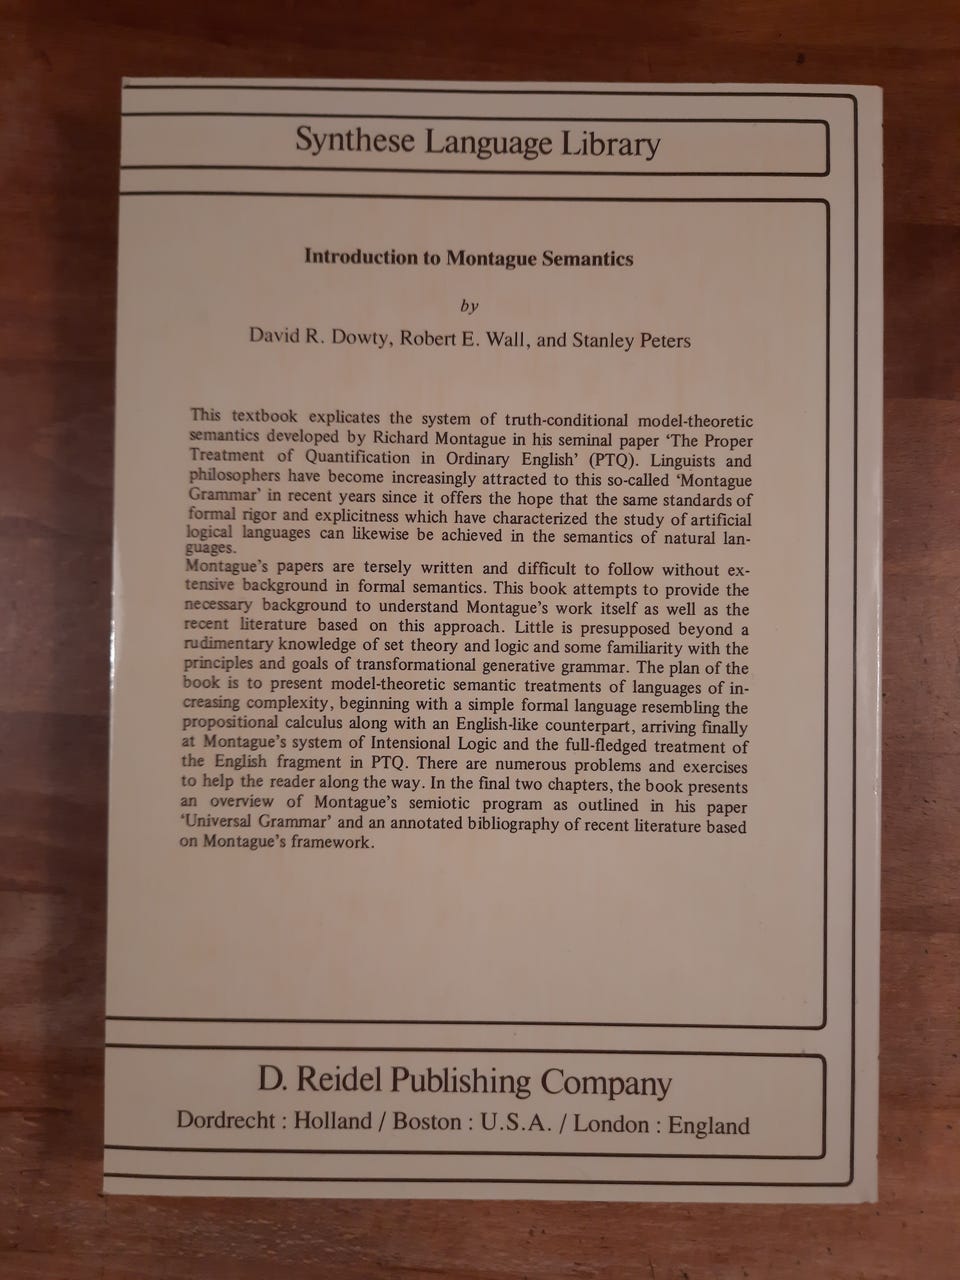 Synthese Language Library
Introduction to Montague Semantics
by
David R. Dowty, Robert E. Wall, and Stanley Peters
This textbook explicates the system of truth-conditional model-theoretic
semantics developed by Richard Montague in his seminal paper ‘The Proper
Treatment of Quantification in Ordinary English’ (PTQ). Linguists and
philosophers have become increasingly attracted to this so-called ‘Montague
Grammar’ in recent years since it offers the hope that the same standards of
formal rigor and explicitness which have characterized the study of artificial
logical languages can likewise be achieved in the semantics of natural lan-
guages.
Montague’s papers are tersely written and difficult to follow without ex-
tensive background in formal semantics. This book attempts to provide the
necessary background to understand Montague’s work itself as well as the
recent literature based on this approach. Little is presupposed beyond a
rudimentary knowledge of set theory and logic and some familiarity with the
principles and goals of transformational generative grammar. The plan of the
book is to present model-theoretic semantic treatments of languages of in-
creasing complexity, beginning with a simple formal language resembling the
propositional calculus along with an English-like counterpart, arriving finally
at Montague’s system of Intensional Logic and the full-fledged treatment of
the English fragment in PTQ. There are numerous problems and exercises
to help the reader along the way. In the final two chapters, the book presents
an overview of Montague’s semiotic program as outlined in his paper
‘Universal Grammar’ and an annotated bibliography of recent literature based
on Montague’s framework.
D. Reidel Publishing Company
Dordrecht : Holland / Boston : U.S.A. / London : England